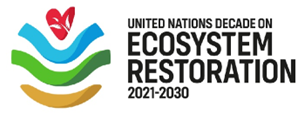 UNITED NATIONS DECADE ON
ECOSYSTEM
RESTORATION
2021-2030